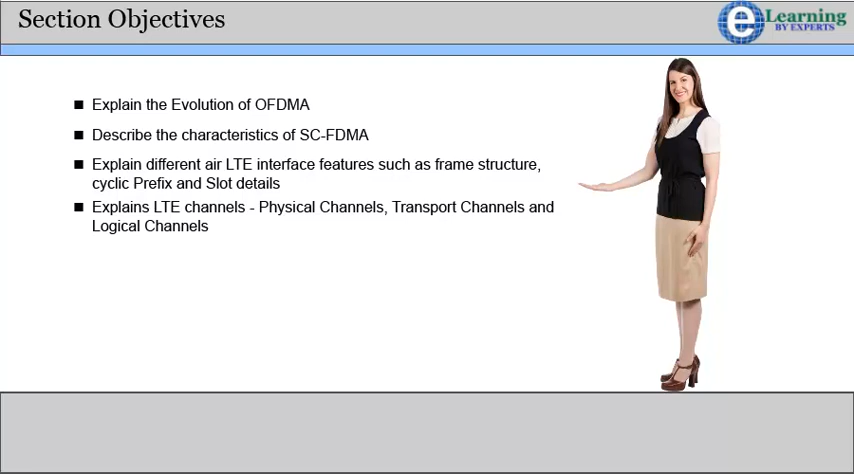 Section Objectives
e Learning
BY EXPERTS
Explain the Evolution of OFDMA
Describe the characteristics of SC-FDMA
Explain different air LTE interface features such as frame structure,
cyclic Prefix and Slot details
Explains LTE channels - Physical Channels, Transport Channels and
Logical Channels